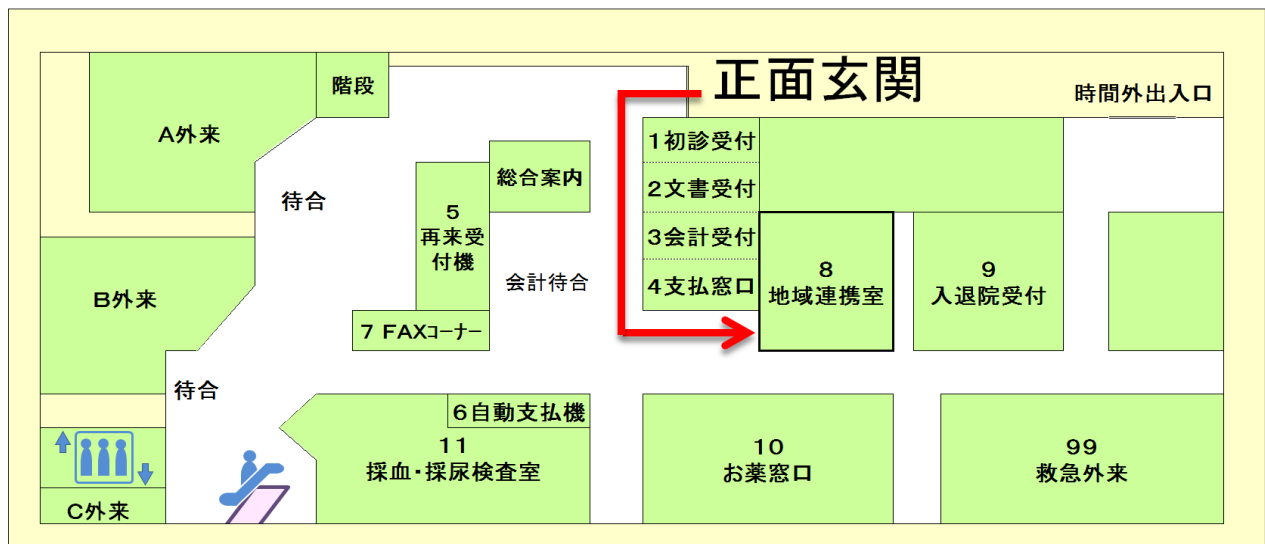 正面玄関
時間外出入口
階段
A外来
1初診受付
総合案内
2文書受付
待合
5
再来受
付機
3会計受付
8
地域連携室
9
入退院受付
会計待合
4支払窓口
B外来
7 FAXコーナー
待合
6自動支払機
11
採血・採尿検査室
10
お薬窓口
99
救急外来
C外来